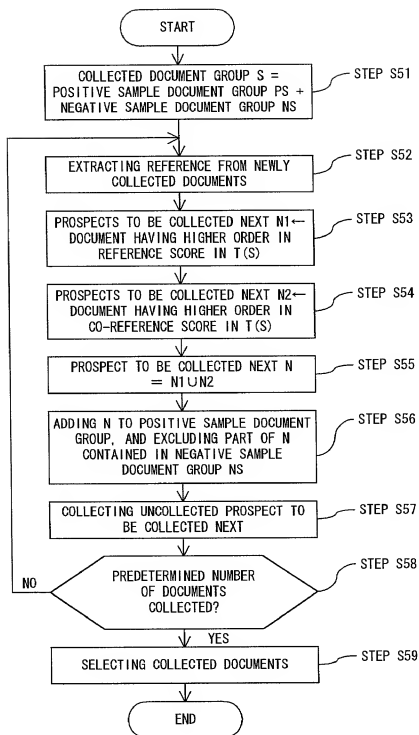 START
COLLECTED DOCUMENT GROUP S =
POSITIVE SAMPLE DOCUMENT GROUP PS +
NEGATIVE SAMPLE DOCUMENT GROUP NS
STEP S51
EXTRACTING REFERENCE FROM NEWLY
COLLECTED DOCUMENTS
STEP S52
PROSPECTS TO BE COLLECTED NEXT N1←
DOCUMENT HAVING HIGHER ORDER IN
REFERENCE SCORE IN T(S)
STEP S53
PROSPECTS TO BE COLLECTED NEXT N2←
DOCUMENT HAVING HIGHER ORDER IN
CO-REFERENCE SCORE IN T(S)
STEP S54
PROSPECT TO BE COLLECTED NEXT N
= N1∪N2
STEP S55
ADDING N TO POSITIVE SAMPLE DOCUMENT
GROUP, AND EXCLUDING PART OF N
CONTAINED IN NEGATIVE SAMPLE
DOCUMENT GROUP NS
STEP S56
COLLECTING UNCOLLECTED PROSPECT TO
BE COLLECTED NEXT
STEP S57
PREDETERMINED NUMBER
OF DOCUMENTS
COLLECTED?
STEP S58
NO
YES
SELECTING COLLECTED DOCUMENTS
STEP S59
END